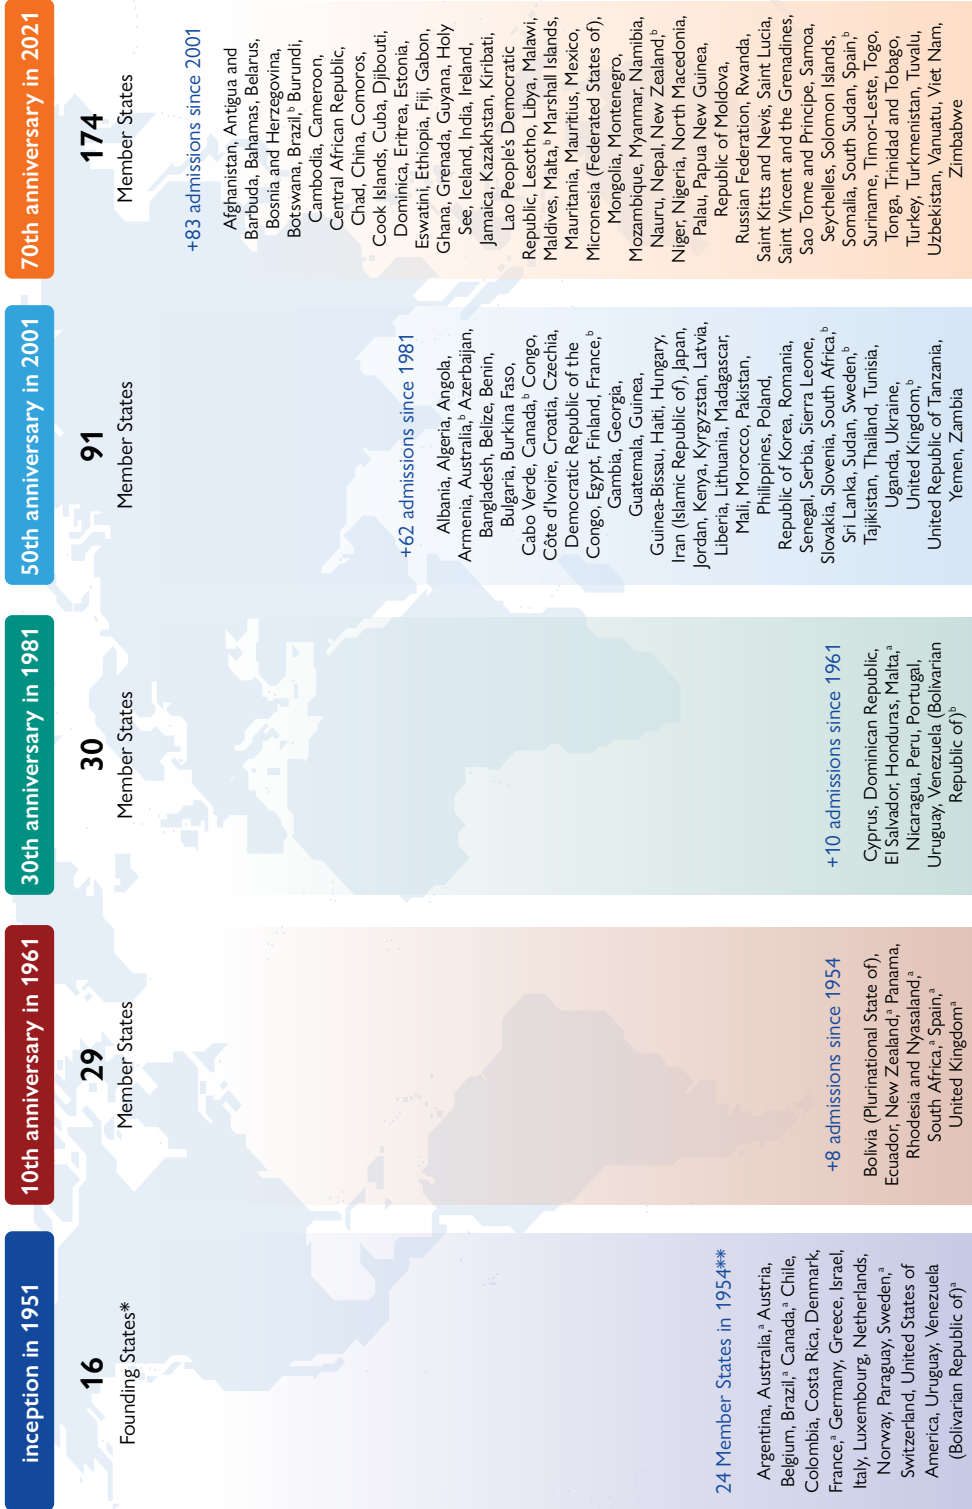 inception in 1951
16
Founding States*
24 Member States in 1954**
Argentina, Australia,ᵃ Austria,
Belgium, Brazil,ᵃ Canada,ᵃ Chile,
Colombia, Costa Rica, Denmark,
France,ᵃ Germany, Greece, Israel,
Italy, Luxembourg, Netherlands,
Norway, Paraguay, Sweden,ᵃ
Switzerland, United States of
America, Uruguay, Venezuela
(Bolivarian Republic of)ᵃ
10th anniversary in 1961
29
Member States
+8 admissions since 1954
Bolivia (Plurinational State of),
Ecuador, New Zealand,ᵃ Panama,
Rhodesia and Nyasaland,ᵃ
South Africa,ᵃ Spain,ᵃ
United Kingdomᵃ
30th anniversary in 1981
30
Member States
+10 admissions since 1961
Cyprus, Dominican Republic,
El Salvador, Honduras, Malta,ᵃ
Nicaragua, Peru, Portugal,
Uruguay, Venezuela (Bolivarian
Republic of)ᵇ
50th anniversary in 2001
91
Member States
+62 admissions since 1981
Albania, Algeria, Angola,
Armenia, Australia,ᵇ Azerbaijan,
Bangladesh, Belize, Benin,
Bulgaria, Burkina Faso,
Cabo Verde, Canada,ᵇ Congo,
Côte d'Ivoire, Croatia, Czechia,
Democratic Republic of the
Congo, Egypt, Finland, France,ᵇ
Gambia, Georgia,
Guatemala, Guinea,
Guinea-Bissau, Haiti, Hungary,
Iran (Islamic Republic of), Japan,
Jordan, Kenya, Kyrgyzstan, Latvia,
Liberia, Lithuania, Madagascar,
Mali, Morocco, Pakistan,
Philippines, Poland,
Republic of Korea, Romania,
Senegal, Serbia, Sierra Leone,
Slovakia, Slovenia, South Africa,ᵇ
Sri Lanka, Sudan, Sweden,ᵇ
Tajikistan, Thailand, Tunisia,
Uganda, Ukraine,
United Kingdom,ᵇ
United Republic of Tanzania,
Yemen, Zambia
70th anniversary in 2021
174
Member States
+83 admissions since 2001
Afghanistan, Antigua and
Barbuda, Bahamas, Belarus,
Bosnia and Herzegovina,
Botswana, Brazil,ᵇ Burundi,
Cambodia, Cameroon,
Central African Republic,
Chad, China, Comoros,
Cook Islands, Cuba, Djibouti,
Dominica, Eritrea, Estonia,
Eswatini, Ethiopia, Fiji, Gabon,
Ghana, Grenada, Guyana, Holy
See, Iceland, India, Ireland,
Jamaica, Kazakhstan, Kiribati,
Lao People's Democratic
Republic, Lesotho, Libya, Malawi,
Maldives, Malta,ᵇ Marshall Islands,
Mauritania, Mauritius, Mexico,
Micronesia (Federated States of),
Mongolia, Montenegro,
Mozambique, Myanmar, Namibia,
Nauru, Nepal, New Zealand,ᵇ
Niger, Nigeria, North Macedonia,
Palau, Papua New Guinea,
Republic of Moldova,
Russian Federation, Rwanda,
Saint Kitts and Nevis, Saint Lucia,
Saint Vincent and the Grenadines,
Sao Tome and Principe, Samoa,
Seychelles, Solomon Islands,
Somalia, South Sudan, Spain,ᵇ
Suriname, Timor-Leste, Togo,
Tonga, Trinidad and Tobago,
Turkey, Turkmenistan, Tuvalu,
Uzbekistan, Vanuatu, Viet Nam,
Zimbabwe